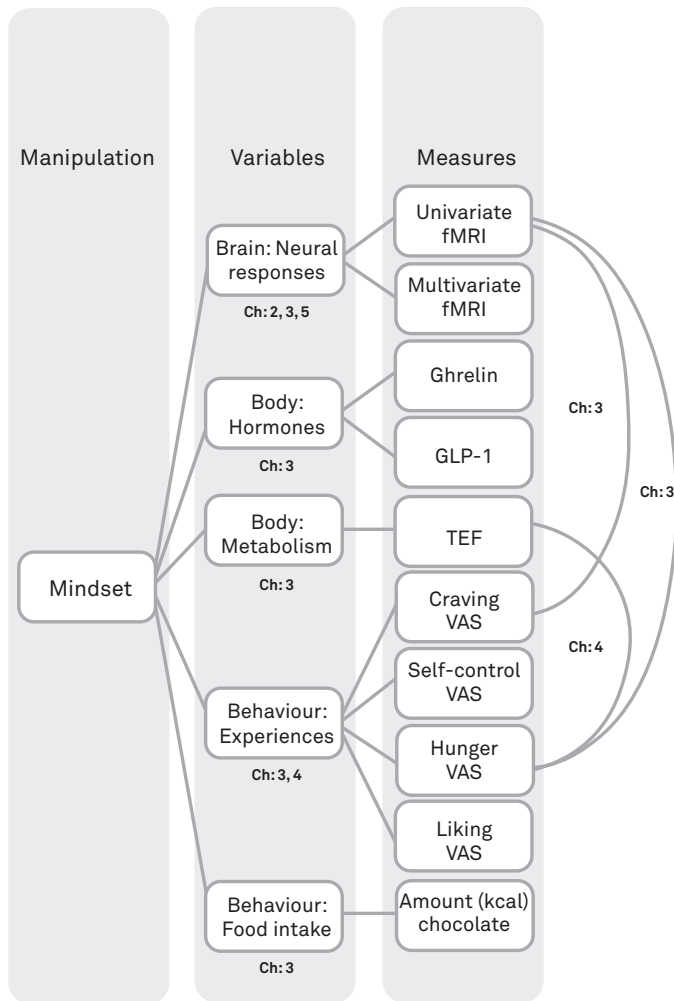 Manipulation
Variables
Measures
Mindset
Brain: Neural
responses
Ch: 2, 3, 5
Body:
Hormones
Ch: 3
Body:
Metabolism
Ch: 3
Behaviour:
Experiences
Ch: 3, 4
Behaviour:
Food intake
Ch: 3
Univariate
fMRI
Multivariate
fMRI
Ghrelin
GLP-1
TEF
Craving
VAS
Self-control
VAS
Hunger
VAS
Liking
VAS
Amount (kcal)
chocolate
Ch: 3
Ch: 3
Ch: 4